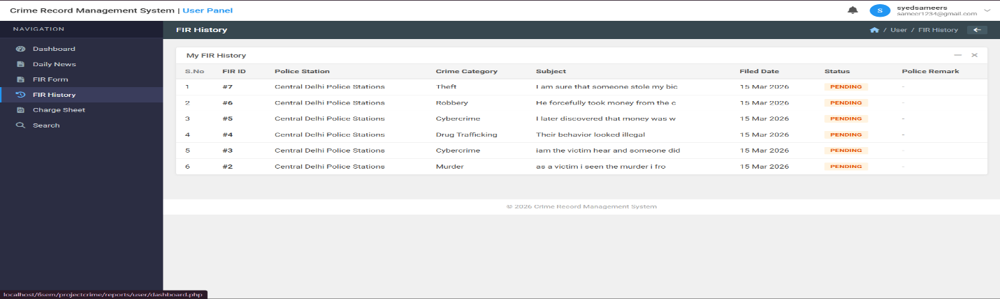 Crime Record Management System | User Panel
S
syedsameers
sameer1234@gmail.com
NAVIGATION
Dashboard
Daily News
FIR Form
FIR History
Charge Sheet
Search
FIR History
/ User / FIR History
My FIR History
S.No FIR ID Police Station Crime Category Subject Filed Date Status Police Remark
1 #7 Central Delhi Police Stations Theft I am sure that someone stole my bic 15 Mar 2026 PENDING -
2 #6 Central Delhi Police Stations Robbery He forcefully took money from the c 15 Mar 2026 PENDING -
3 #5 Central Delhi Police Stations Cybercrime I later discovered that money was w 15 Mar 2026 PENDING -
4 #4 Central Delhi Police Stations Drug Trafficking Their behavior looked illegal 15 Mar 2026 PENDING -
5 #3 Central Delhi Police Stations Cybercrime iam the victim hear and someone did 15 Mar 2026 PENDING -
6 #2 Central Delhi Police Stations Murder as a victim i seen the murder i fro 15 Mar 2026 PENDING -
© 2026 Crime Record Management System
localhost/6sem/projectcrime/reports/user/dashboard.php